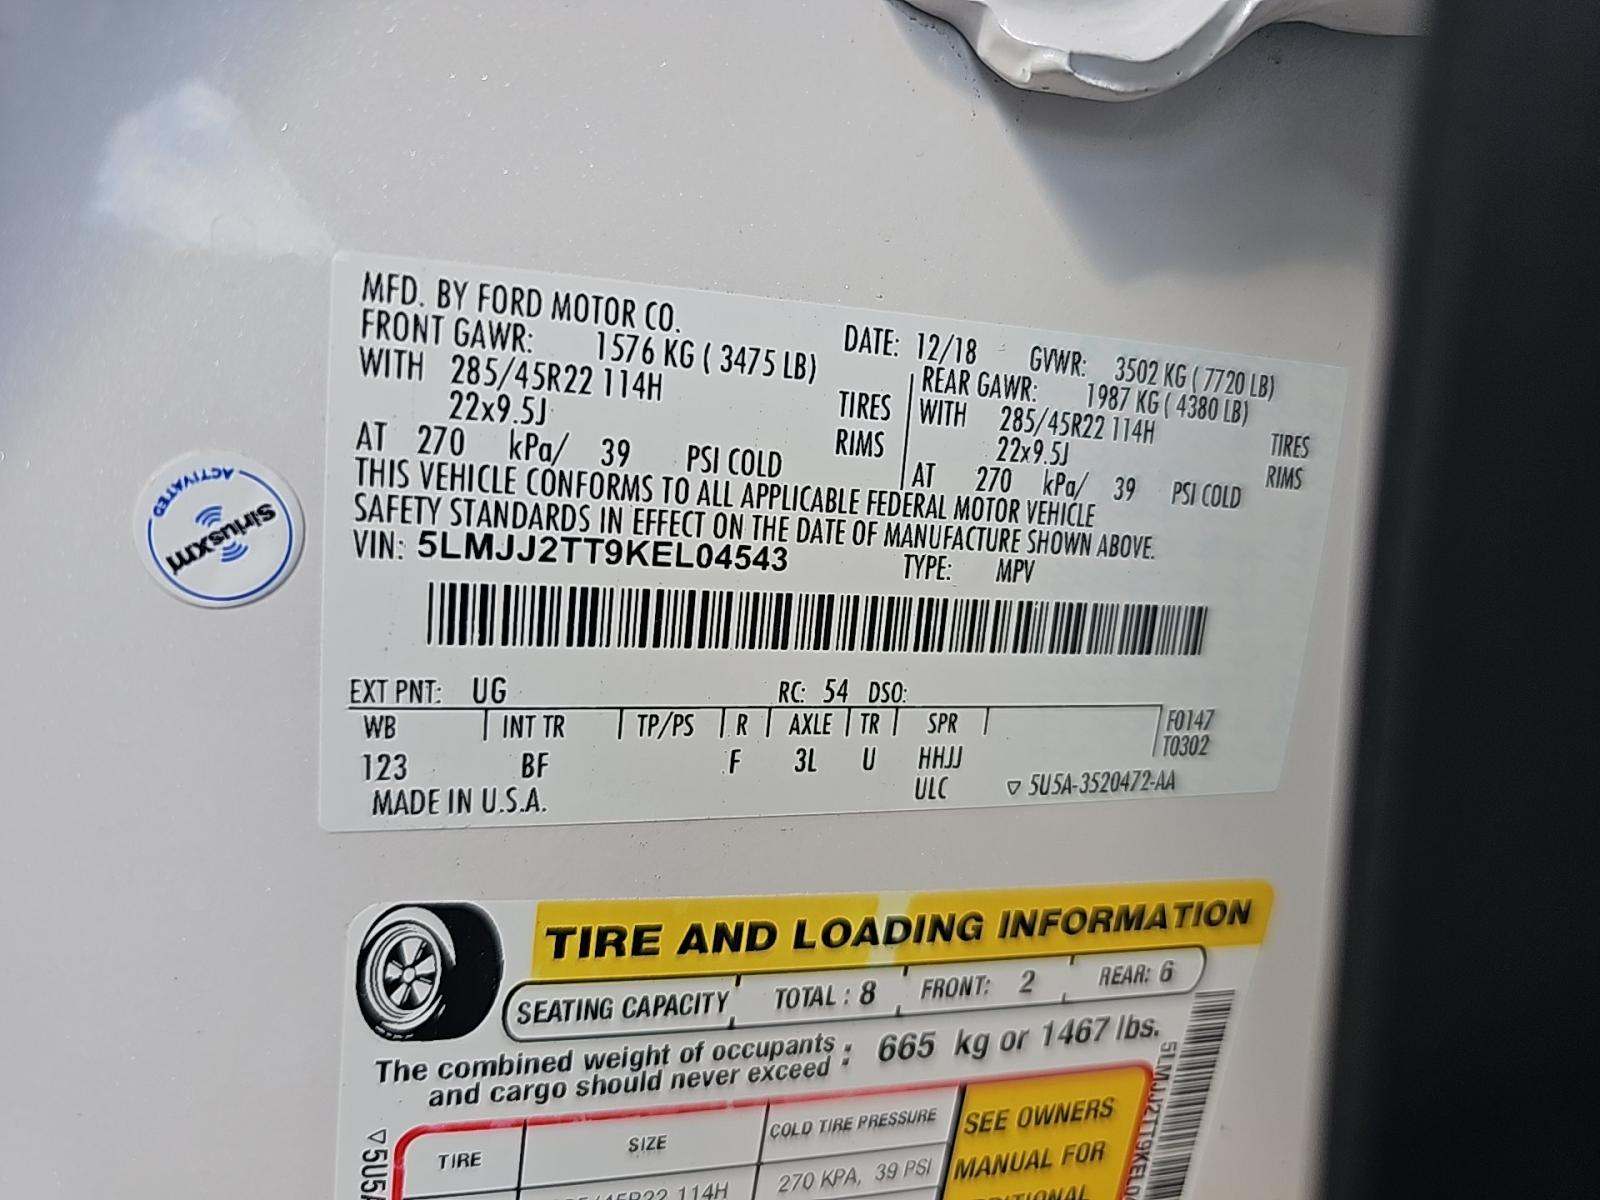 MFD. BY FORD MOTOR CO.
DATE: 12/18 GVWR: 3502 KG ( 7720 LB)
FRONT GAWR: 1576 KG ( 3475 LB)
WITH 285/45R22 114H TIRES
22x9.5J RIMS
AT 270 kPa/ 39 PSI COLD
REAR GAWR: 1987 KG ( 4380 LB)
WITH 285/45R22 114H TIRES
22x9.5J RIMS
AT 270 kPa/ 39 PSI COLD
THIS VEHICLE CONFORMS TO ALL APPLICABLE FEDERAL MOTOR VEHICLE
SAFETY STANDARDS IN EFFECT ON THE DATE OF MANUFACTURE SHOWN ABOVE.
VIN: 5LMJJ2TT9KEL04543 TYPE: MPV
EXT PNT: UG RC: 54 DSO:
WB INT TR TP/PS R AXLE TR SPR F0147
T0302
123 BF F 3L U HHJJ
MADE IN U.S.A. ULC ▽ 5U5A-3520472-AA
ACTIVATED
siriusxm
TIRE AND LOADING INFORMATION
SEATING CAPACITY TOTAL : 8 FRONT: 2 REAR: 6
The combined weight of occupants : 665 kg or 1467 lbs.
and cargo should never exceed
TIRE SIZE COLD TIRE PRESSURE SEE OWNERS
114H 270 KPA, 39 PSI MANUAL FOR